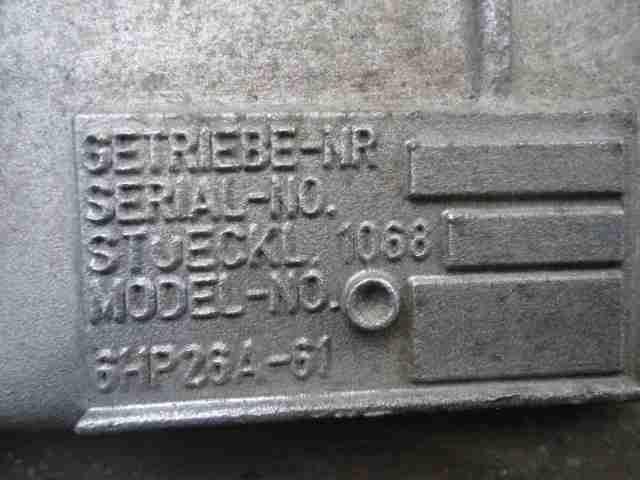 GETRIEBE-NR
SERIAL-NO.
STUECKL. 1068
MODEL-NO.
6HP26A-61